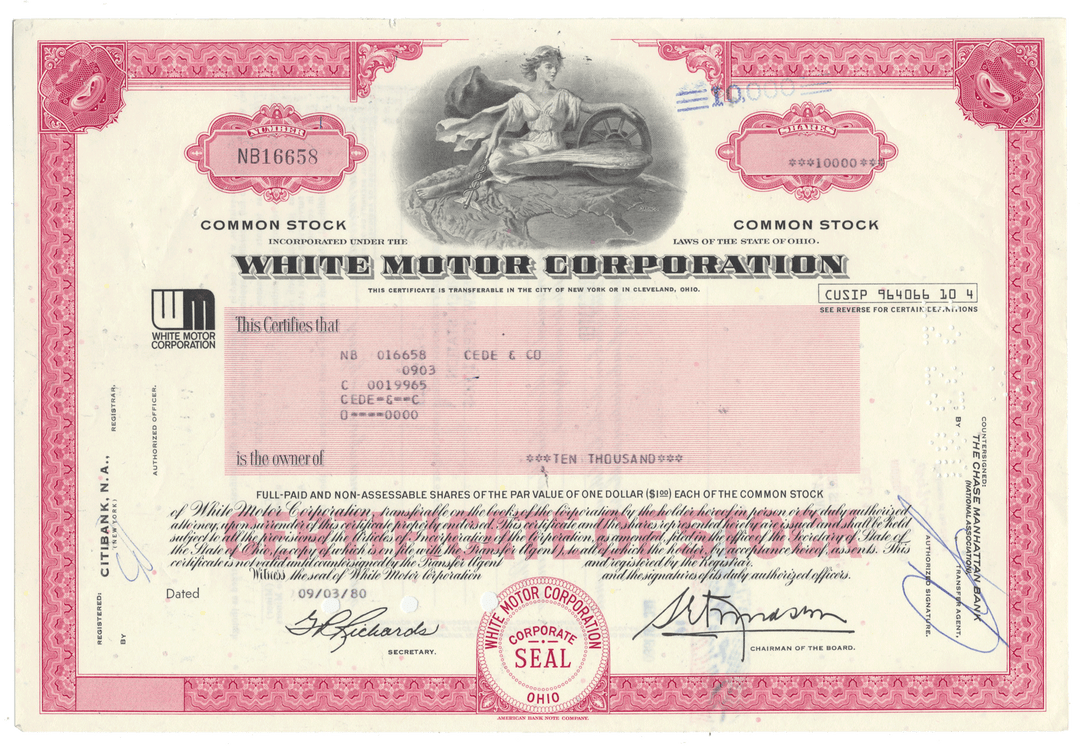 10,000
NUMBER
NB16658
SHARES
***10000***
COMMON STOCK
COMMON STOCK
INCORPORATED UNDER THE
LAWS OF THE STATE OF OHIO.
WHITE MOTOR CORPORATION
THIS CERTIFICATE IS TRANSFERABLE IN THE CITY OF NEW YORK OR IN CLEVELAND, OHIO.
CUSIP 964066 10 4
SEE REVERSE FOR CERTAIN DEFINITIONS
WM
WHITE MOTOR
CORPORATION
This Certifies that
NB 016658 CEDE & CO
0903
C 0019965
CEDE=&==C
0====0000
is the owner of
***TEN THOUSAND***
FULL-PAID AND NON-ASSESSABLE SHARES OF THE PAR VALUE OF ONE DOLLAR ($1.00) EACH OF THE COMMON STOCK
of White Motor Corporation, transferable on the books of the corporation by the holder hereof in person or by duly authorized
attorney, upon surrender of this certificate properly endorsed. This certificate and the shares represented hereby are issued and shall be held
subject to all the provisions of the Articles of Incorporation of the Corporation, as amended, filed in the office of the Secretary of State of
the State of Ohio (a copy of which is on file with the Transfer Agent), to all of which the holder by acceptance hereof, assents. This
certificate is not valid until countersigned by the Transfer Agent and registered by the Registrar.
Witness the seal of White Motor Corporation and the signatures of its duly authorized officers.
Dated 09/03/80
SECRETARY.
CHAIRMAN OF THE BOARD.
WHITE MOTOR CORPORATION
CORPORATE
SEAL
OHIO
AMERICAN BANK NOTE COMPANY.
REGISTERED:
CITIBANK, N.A.,
(NEW YORK)
REGISTRAR,
BY
AUTHORIZED OFFICER.
COUNTERSIGNED:
THE CHASE MANHATTAN BANK
(NATIONAL ASSOCIATION)
TRANSFER AGENT,
BY
AUTHORIZED SIGNATURE.